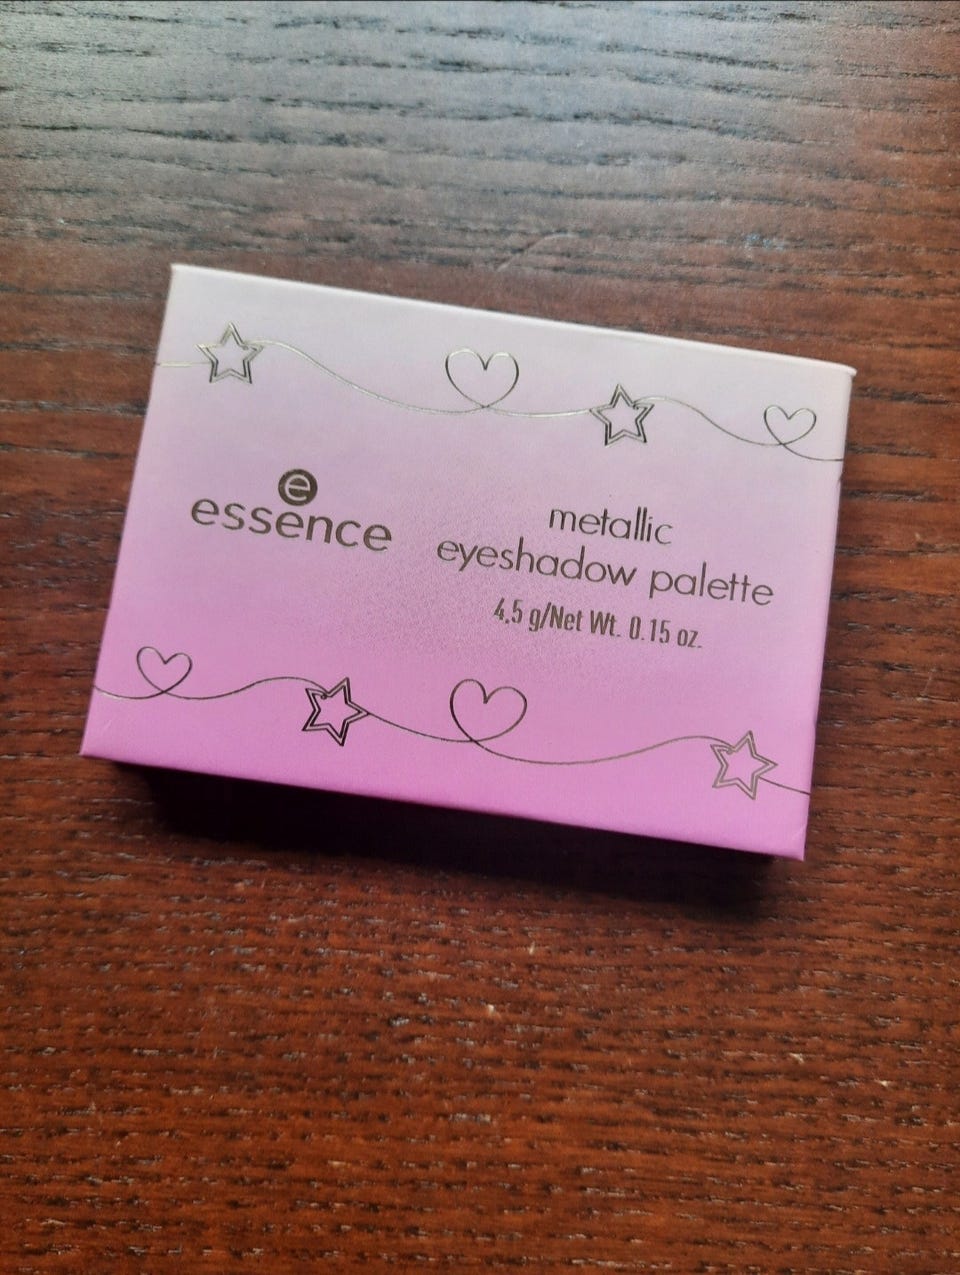 e
essence
metallic
eyeshadow palette
4,5 g/Net Wt. 0.15 oz.